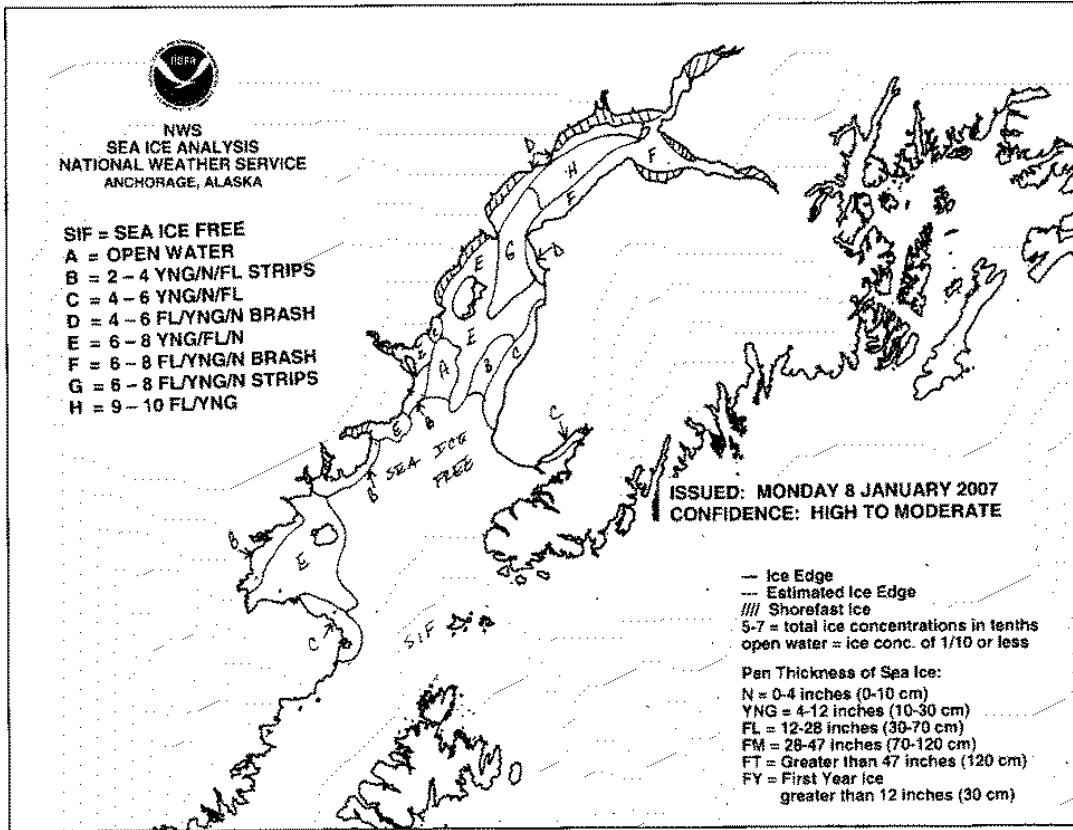 NWS
SEA ICE ANALYSIS
NATIONAL WEATHER SERVICE
ANCHORAGE, ALASKA
SIF = SEA ICE FREE
A = OPEN WATER
B = 2 – 4 YNG/N/FL STRIPS
C = 4 – 6 YNG/N/FL
D = 4 – 6 FL/YNG/N BRASH
E = 6 – 8 YNG/FL/N
F = 6 – 8 FL/YNG/N BRASH
G = 6 – 8 FL/YNG/N STRIPS
H = 9 – 10 FL/YNG
D
H
F
F
G
D
E
E
E
A
B
C
E
B
C
SEA ICE
FREE
B
B
E
C
SIF
ISSUED: MONDAY 8 JANUARY 2007
CONFIDENCE: HIGH TO MODERATE
— Ice Edge
--- Estimated Ice Edge
//// Shorefast Ice
5-7 = total ice concentrations in tenths
open water = ice conc. of 1/10 or less
Pan Thickness of Sea Ice:
N = 0-4 inches (0-10 cm)
YNG = 4-12 inches (10-30 cm)
FL = 12-28 inches (30-70 cm)
FM = 28-47 inches (70-120 cm)
FT = Greater than 47 inches (120 cm)
FY = First Year Ice
greater than 12 inches (30 cm)